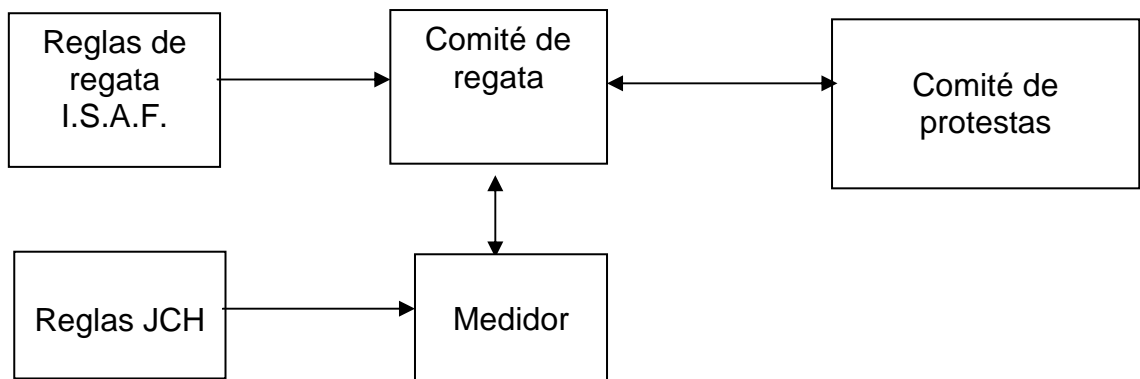 Reglas de
regata
I.S.A.F.
Comité de
regata
Comité de
protestas
Reglas JCH
Medidor